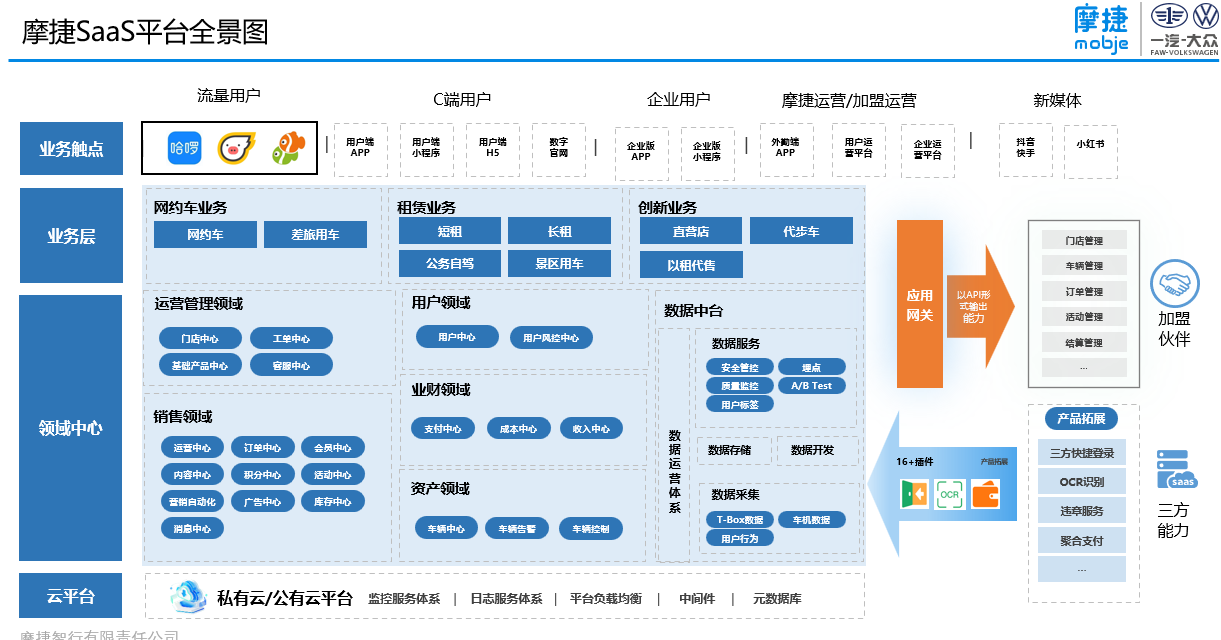 摩捷SaaS平台全景图
摩捷
mobje
一汽-大众
FAW-VOLKSWAGEN
流量用户
C端用户
企业用户
摩捷运营/加盟运营
新媒体
业务触点
哈啰
用户端
APP
用户端
小程序
用户端
H5
数字
官网
企业版
APP
企业版
小程序
外勤端
APP
用户运
营平台
企业运
营平台
抖音
快手
小红书
业务层
网约车业务
网约车
差旅用车
租赁业务
短租
长租
公务自驾
景区用车
创新业务
直营店
代步车
以租代售
领域中心
运营管理领域
门店中心
工单中心
基础产品中心
客服中心
销售领域
运营中心
订单中心
会员中心
内容中心
积分中心
活动中心
营销自动化
广告中心
库存中心
消息中心
用户领域
用户中心
用户风控中心
业财领域
支付中心
成本中心
收入中心
资产领域
车辆中心
车辆告警
车辆控制
数据中台
数据运营体系
数据服务
安全管控
埋点
质量监控
A/B Test
用户标签
数据存储
数据开发
数据采集
T-Box数据
车机数据
用户行为
应用
网关
以API形
式输出
能力
门店管理
车辆管理
订单管理
活动管理
结算管理
...
加盟
伙伴
16+插件
产品拓展
OCR
产品拓展
三方快捷登录
OCR识别
违章服务
聚合支付
...
saas
三方
能力
云平台
私有云/公有云平台
监控服务体系 | 日志服务体系 | 平台负载均衡 | 中间件 | 元数据库
摩捷智行有限责任公司